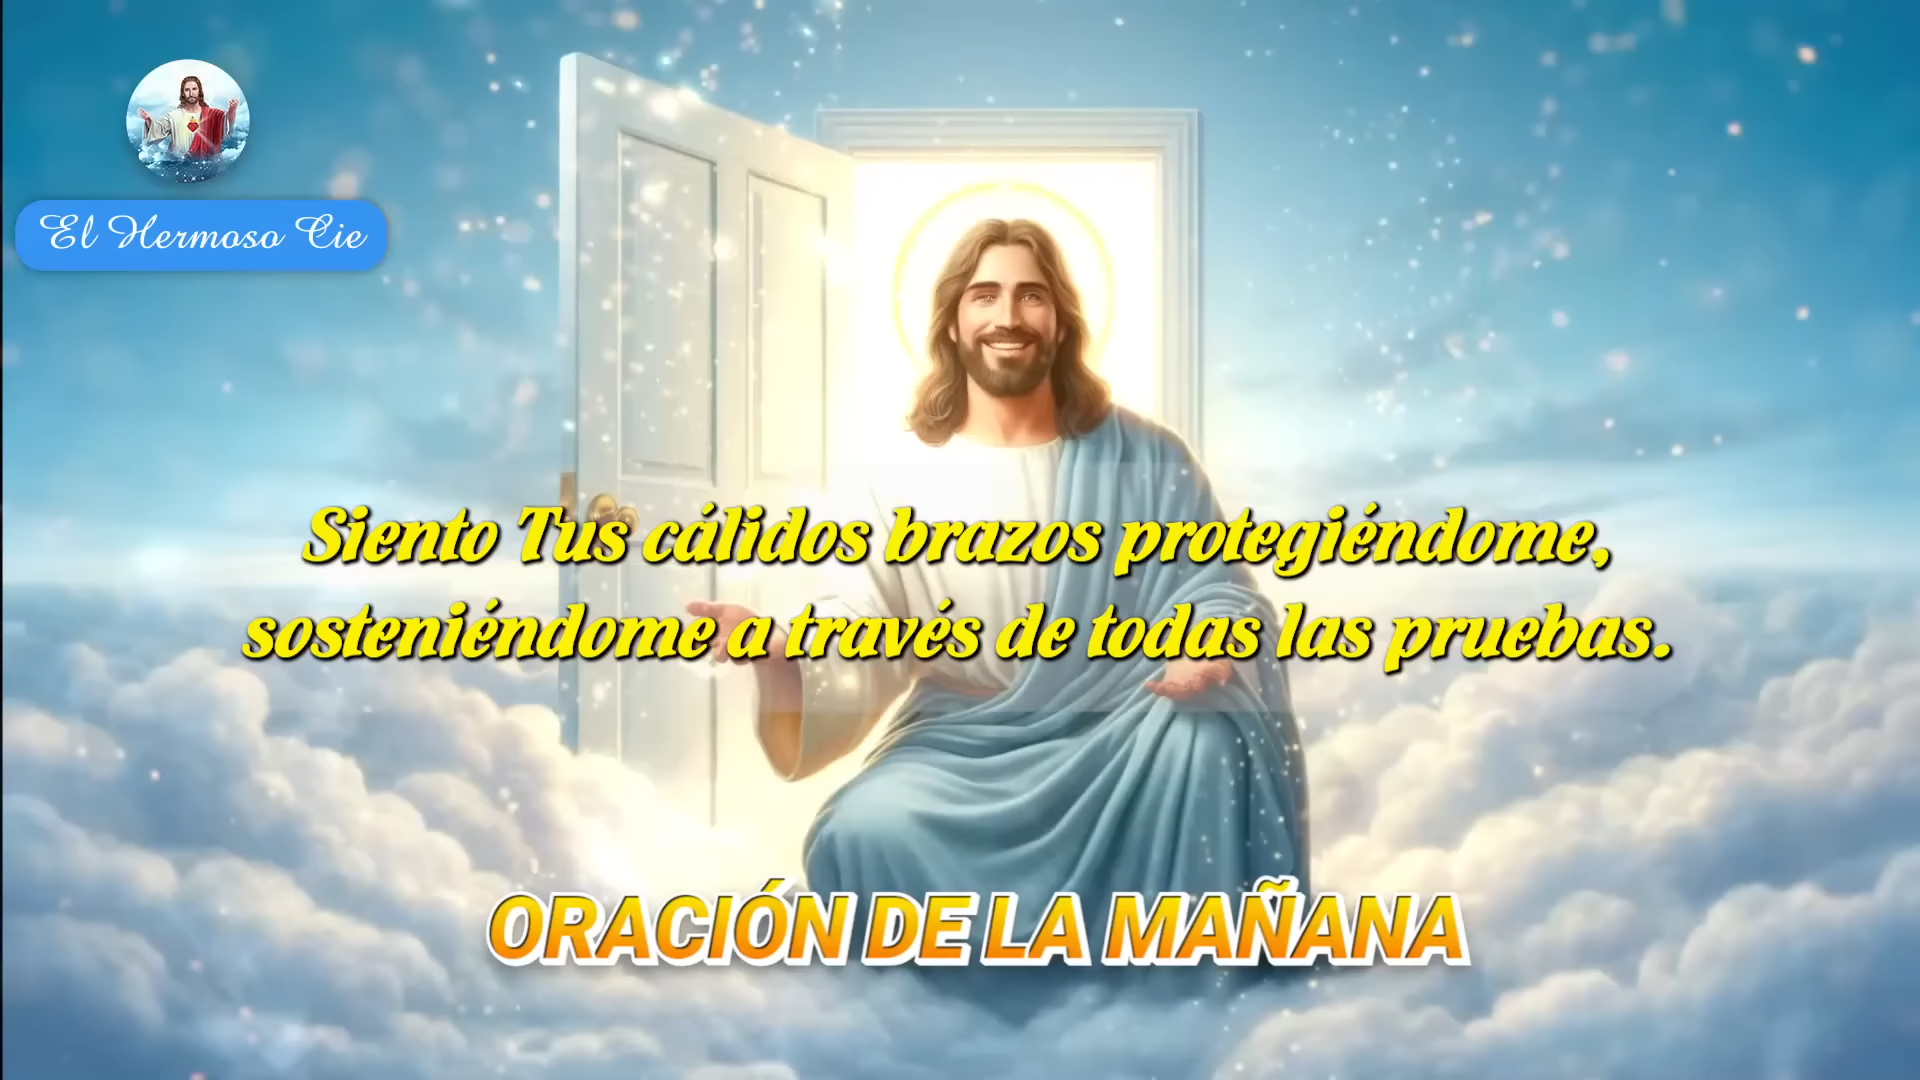 El Hermoso Cie
Siento Tus cálidos brazos protegiéndome,
sosteniéndome a través de todas las pruebas.
ORACIÓN DE LA MAÑANA